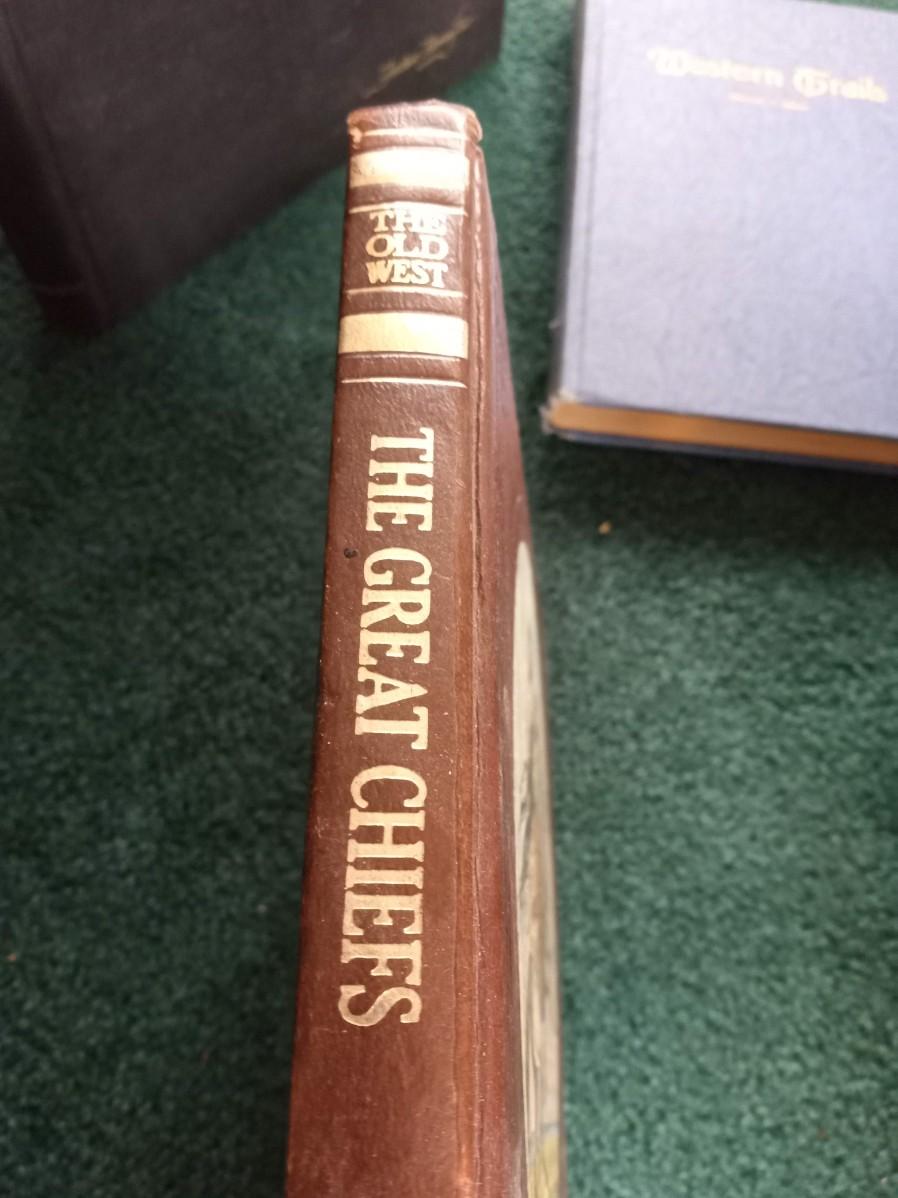 THE
OLD
WEST
THE GREAT CHIEFS
Western Trails